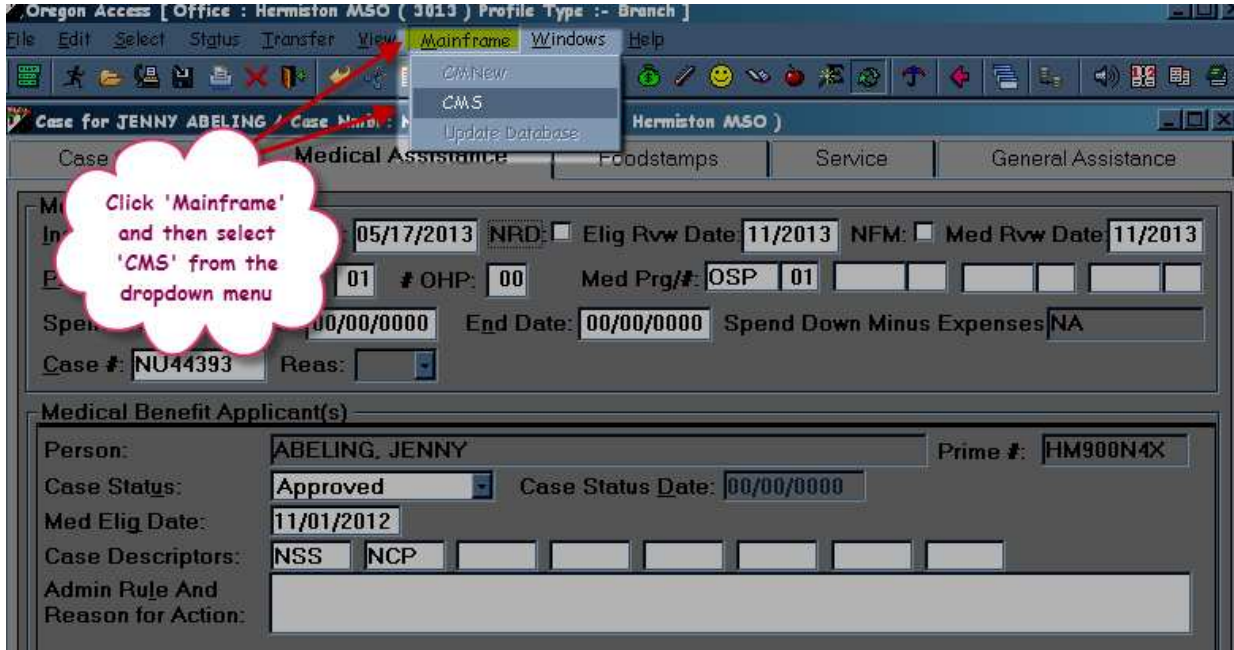 Oregon Access [ Office : Hermiston MSO ( 3013 ) Profile Type :- Branch ]
File Edit Select Status Transfer View Mainframe Windows Help
CMNew
CMS
Update Database
Case for JENNY ABELING / Case Hermiston MSO )
Case Medical Assistance Foodstamps Service General Assistance
Click 'Mainframe'
and then select
'CMS' from the
dropdown menu
05/17/2013 NRD: Elig Rvw Date: 11/2013 NFM: Med Rvw Date: 11/2013
01 # OHP: 00 Med Prg/#: OSP 01
00/00/0000 End Date: 00/00/0000 Spend Down Minus Expenses NA
Case #: NU44393 Reas:
Medical Benefit Applicant(s)
Person: ABELING, JENNY Prime #: HM900N4X
Case Status: Approved Case Status Date: 00/00/0000
Med Elig Date: 11/01/2012
Case Descriptors: NSS NCP
Admin Rule And
Reason for Action: